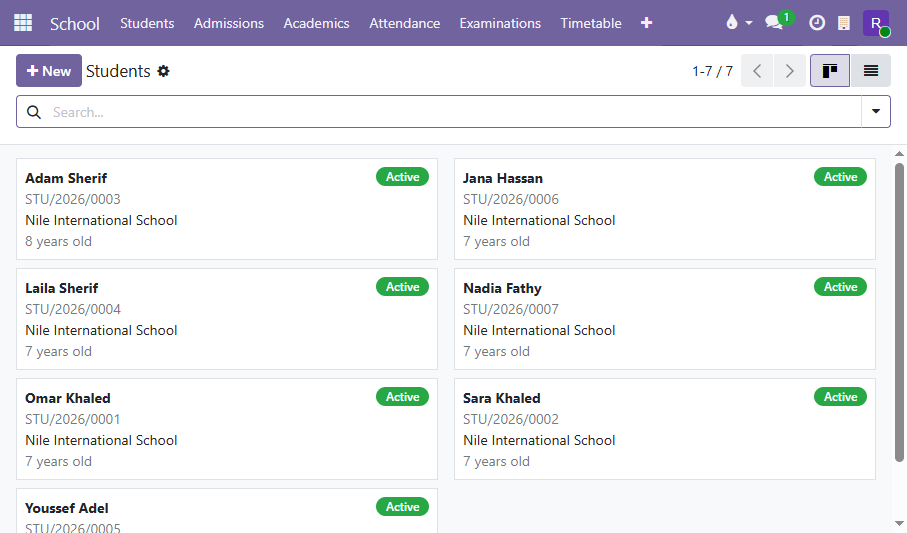 School Students Admissions Academics Attendance Examinations Timetable 1 R
New Students 1-7 / 7
Search...
Adam Sherif Active
STU/2026/0003
Nile International School
8 years old
Jana Hassan Active
STU/2026/0006
Nile International School
7 years old
Laila Sherif Active
STU/2026/0004
Nile International School
7 years old
Nadia Fathy Active
STU/2026/0007
Nile International School
7 years old
Omar Khaled Active
STU/2026/0001
Nile International School
7 years old
Sara Khaled Active
STU/2026/0002
Nile International School
7 years old
Youssef Adel Active
STU/2026/0005